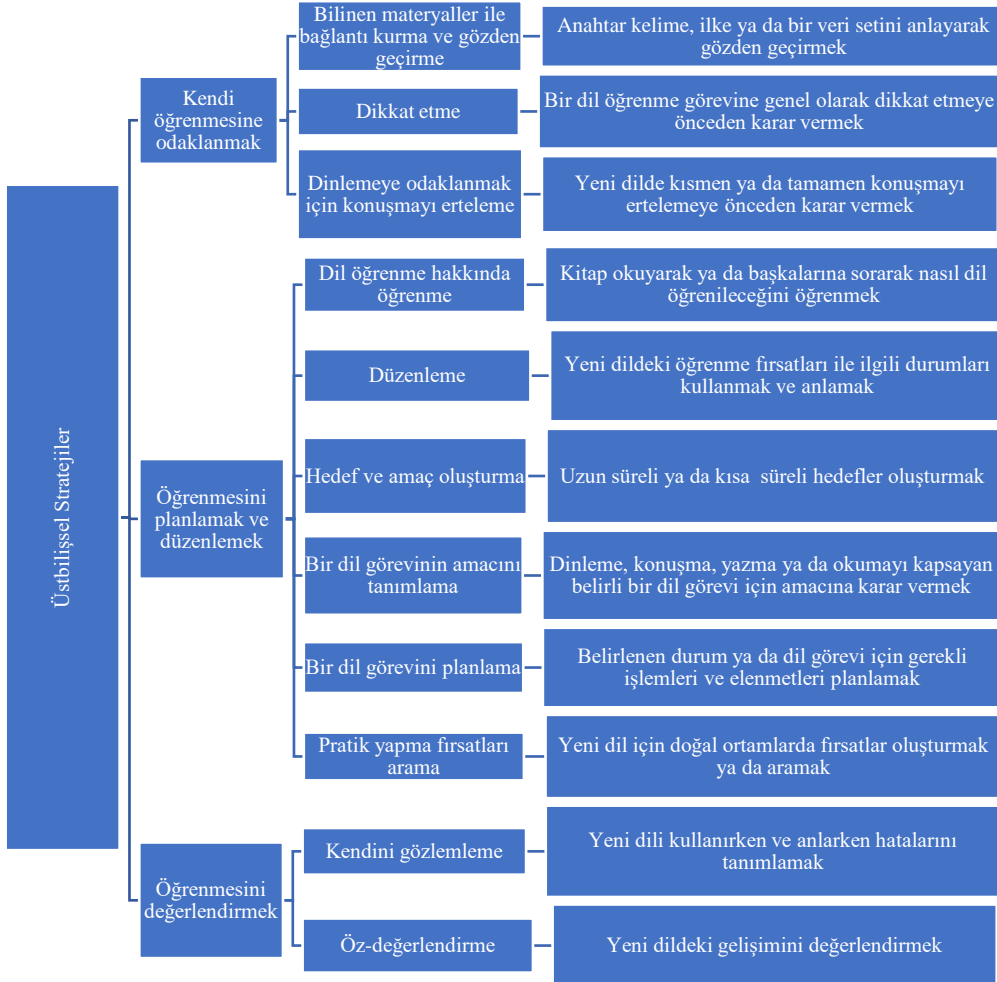 Üstbilişsel Stratejiler
Kendi
öğrenmesine
odaklanmak
Bilinen materyaller ile
bağlantı kurma ve gözden
geçirme
Anahtar kelime, ilke ya da bir veri setini anlayarak
gözden geçirmek
Dikkat etme
Bir dil öğrenme görevine genel olarak dikkat etmeye
önceden karar vermek
Dinlemeye odaklanmak
için konuşmayı erteleme
Yeni dilde kısmen ya da tamamen konuşmayı
ertelemeye önceden karar vermek
Öğrenmesini
planlamak ve
düzenlemek
Dil öğrenme hakkında
öğrenme
Kitap okuyarak ya da başkalarına sorarak nasıl dil
öğrenileceğini öğrenmek
Düzenleme
Yeni dildeki öğrenme fırsatları ile ilgili durumları
kullanmak ve anlamak
Hedef ve amaç oluşturma
Uzun süreli ya da kısa süreli hedefler oluşturmak
Bir dil görevinin amacını
tanımlama
Dinleme, konuşma, yazma ya da okumayı kapsayan
belirli bir dil görevi için amacına karar vermek
Bir dil görevini planlama
Belirlenen durum ya da dil görevi için gerekli
işlemleri ve elenmetleri planlamak
Pratik yapma fırsatları
arama
Yeni dil için doğal ortamlarda fırsatlar oluşturmak
ya da aramak
Öğrenmesini
değerlendirmek
Kendini gözlemleme
Yeni dili kullanırken ve anlarken hatalarını
tanımlamak
Öz-değerlendirme
Yeni dildeki gelişimini değerlendirmek